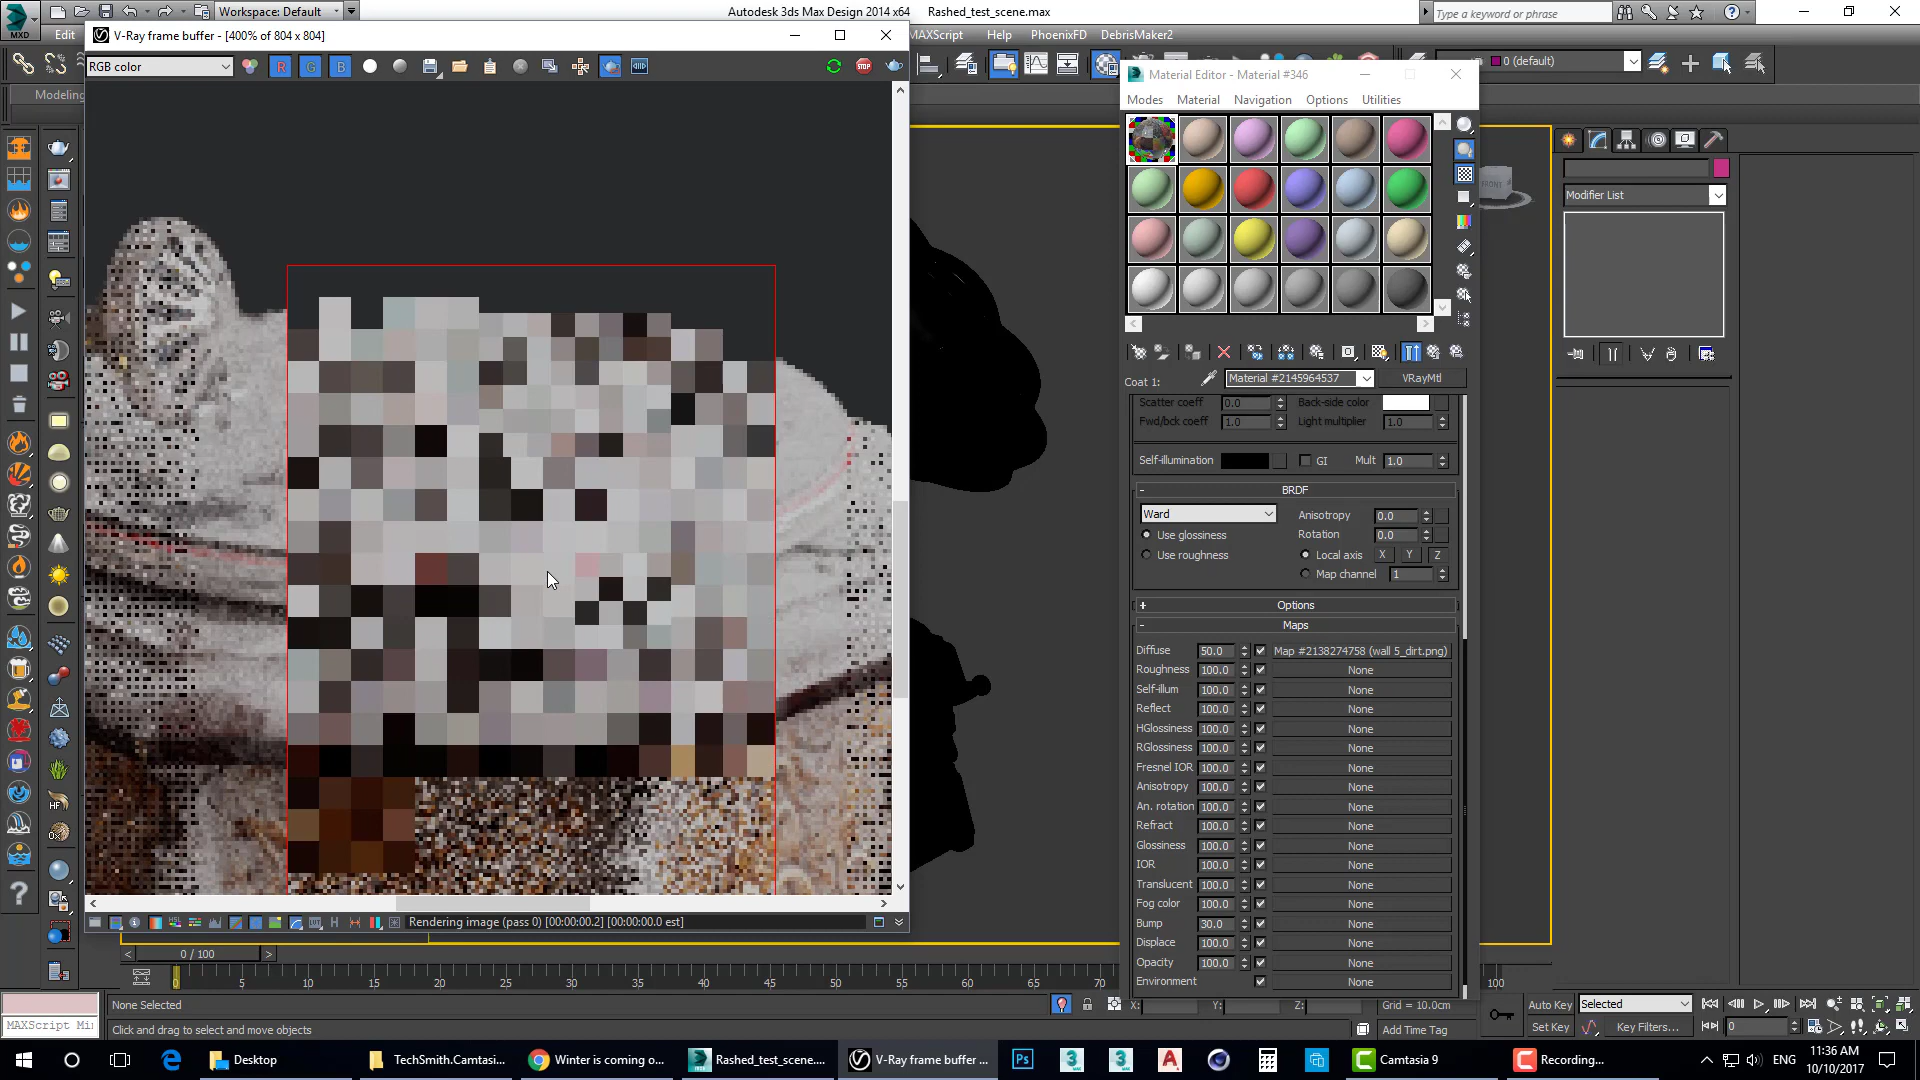 MXD
Workspace: Default
Autodesk 3ds Max Design 2014 x64
Rashed_test_scene.max
Type a keyword or phrase
Edit
V-Ray frame buffer - [400% of 804 x 804]
MAXScript
Help
PhoenixFD
DebrisMaker2
RGB color
R
G
B
STOP
0 (default)
Modeling
Material Editor - Material #346
Modes
Material
Navigation
Options
Utilities
Modifier List
Coat 1:
Material #2145964537
VRayMtl
Scatter coeff
0.0
Back-side color
Fwd/bck coeff
1.0
Light multiplier
1.0
Self-illumination
GI
Mult
1.0
BRDF
Ward
Anisotropy
0.0
Use glossiness
Rotation
0.0
Use roughness
Local axis
X
Y
Z
Map channel
1
Options
Maps
Diffuse 50.0 Map #2138274758 (wall 5_dirt.png)
Roughness 100.0 None
Self-illum 100.0 None
Reflect 100.0 None
HGlossiness 100.0 None
RGlossiness 100.0 None
Fresnel IOR 100.0 None
Anisotropy 100.0 None
An. rotation 100.0 None
Refract 100.0 None
Glossiness 100.0 None
IOR 100.0 None
Translucent 100.0 None
Fog color 100.0 None
Bump 30.0 None
Displace 100.0 None
Opacity 100.0 None
Environment None
HF
HSL
LUT
H
Rendering image (pass 0) [00:00:00.2] [00:00:00.0 est]
< 0 / 100 >
0 5 10 15 20 25 30 35 40 45 50 55 60 65 70 100
None Selected
X:
Y:
Z:
Grid = 10.0cm
Auto Key
Selected
MAXScript Mi
Click and drag to select and move objects
Add Time Tag
Set Key
Key Filters...
0
Desktop
TechSmith.Camtasi...
Winter is coming o...
Rashed_test_scene....
V-Ray frame buffer ...
Ps
3
3
A
Camtasia 9
Recording...
ENG
11:36 AM
10/10/2017